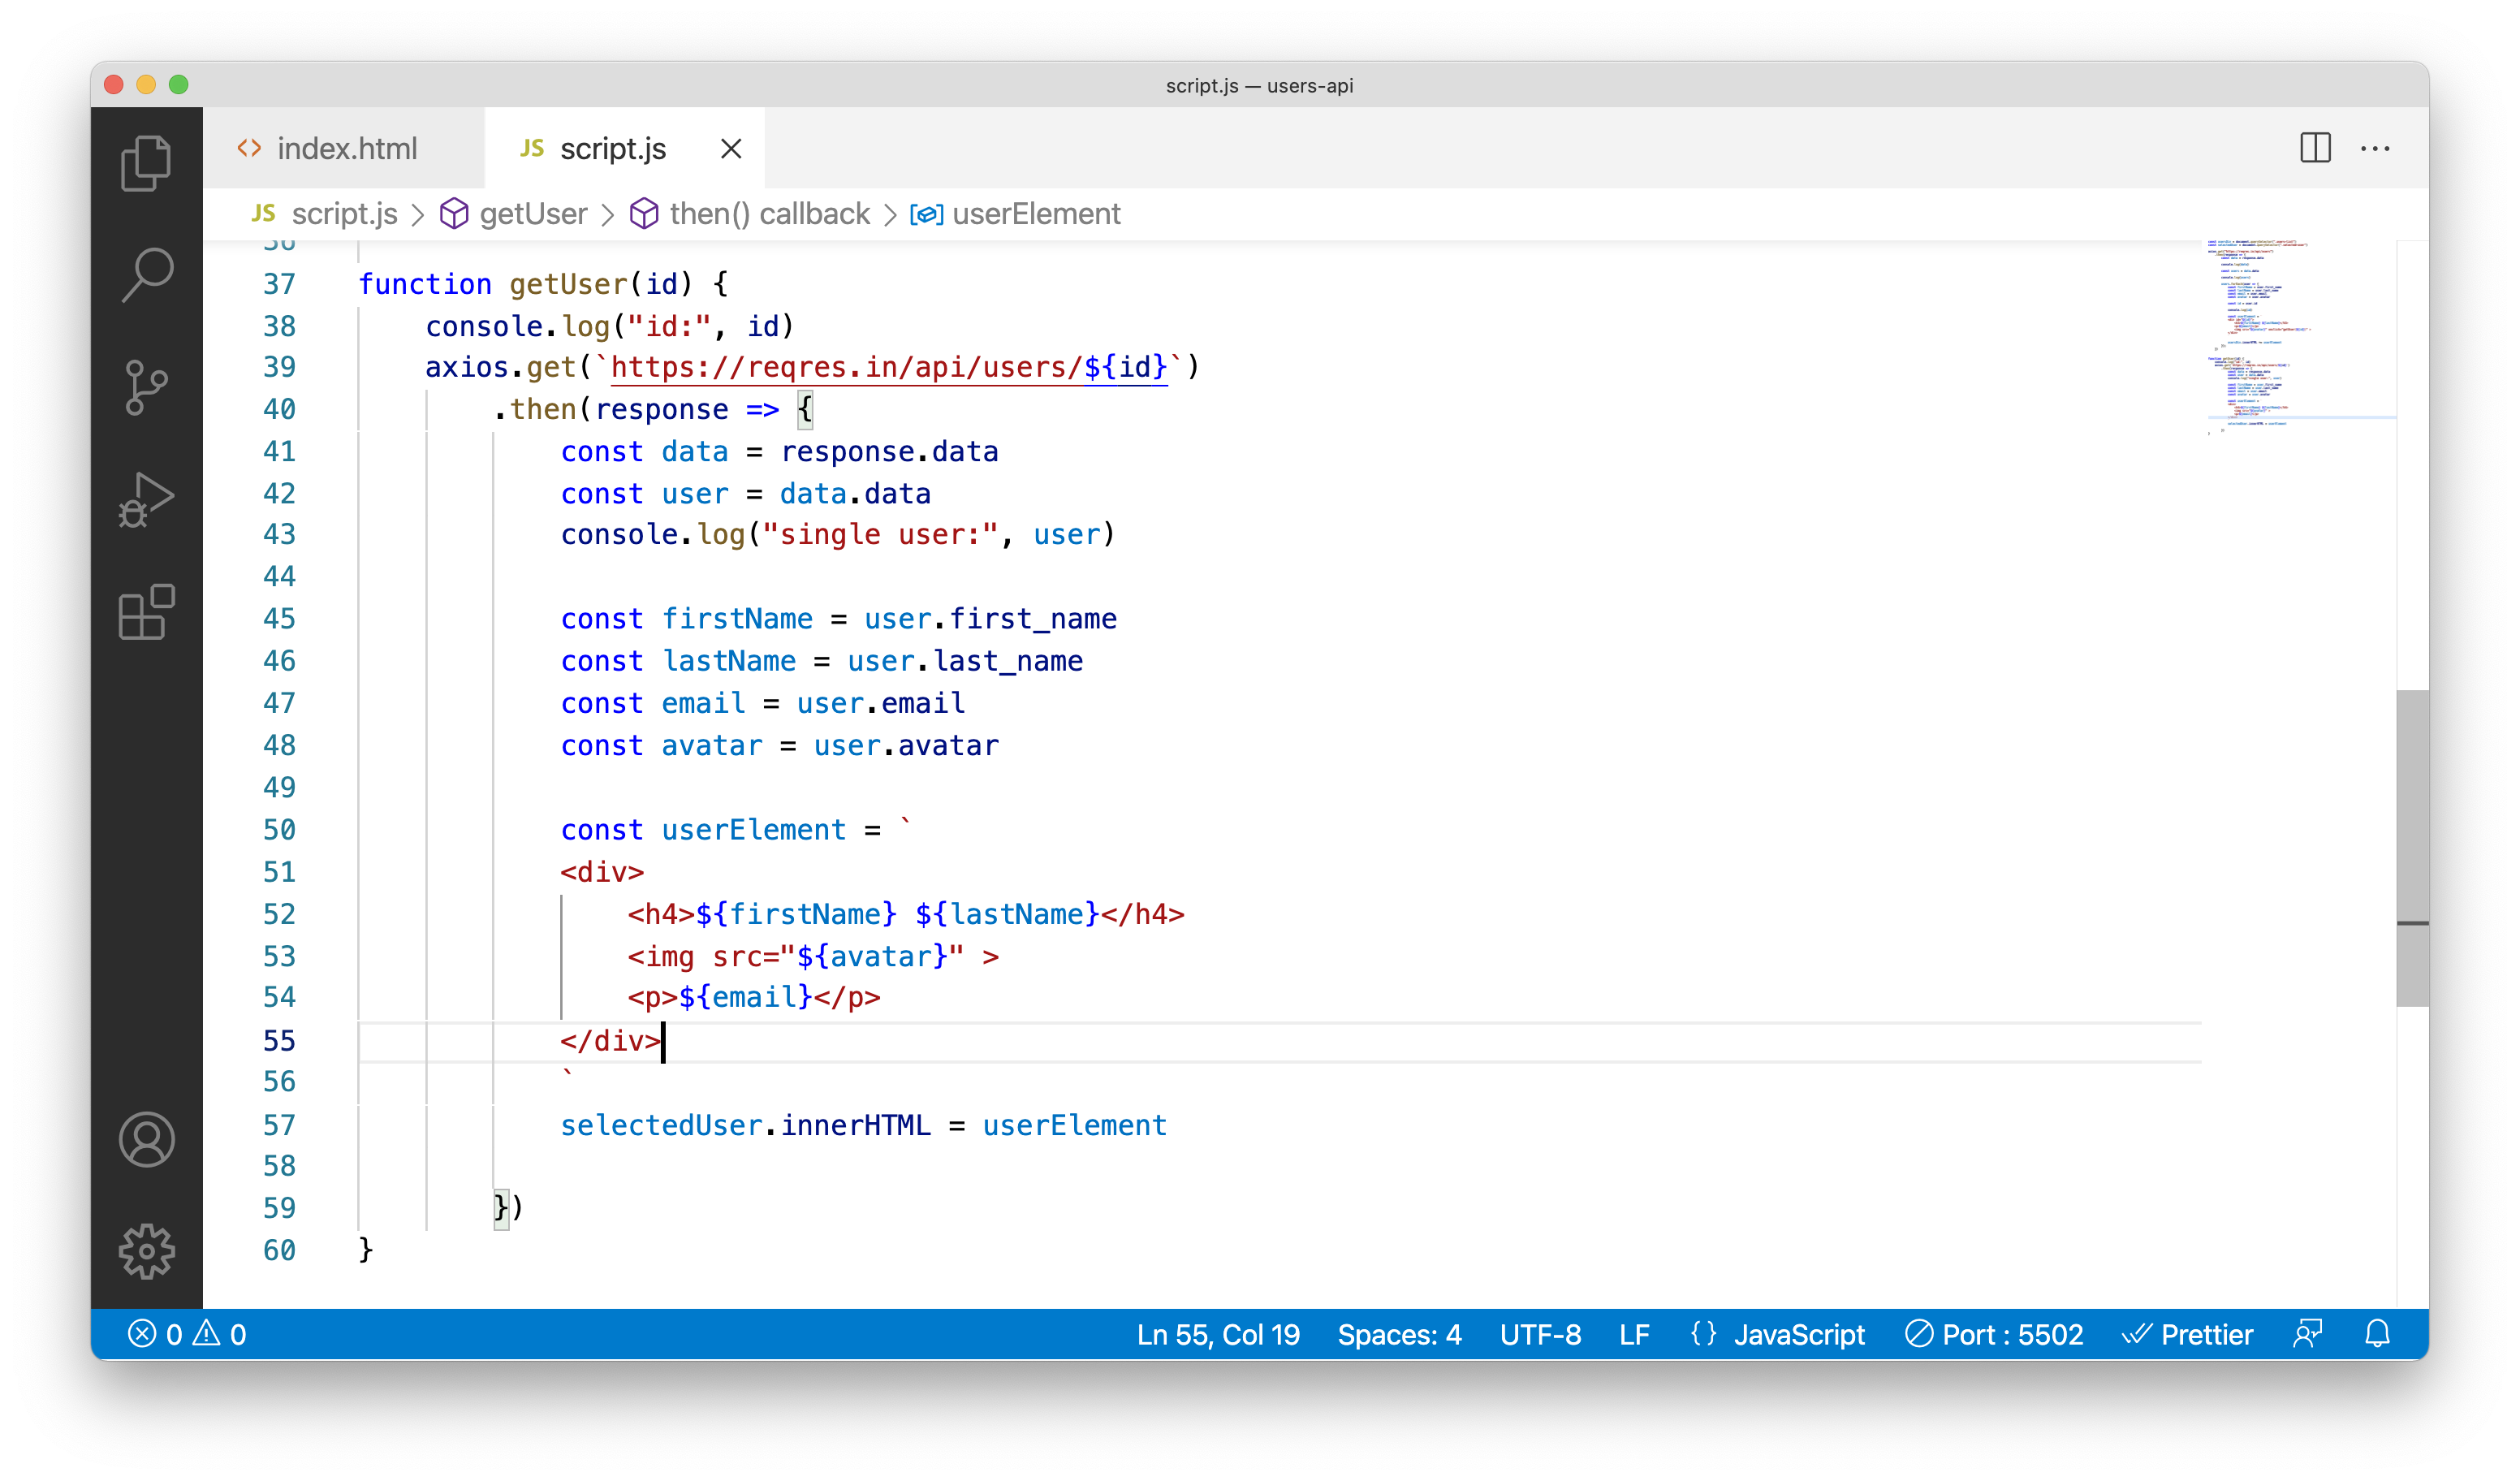 script.js — users-api
index.html
JS script.js
JS script.js > getUser > then() callback > userElement
36
37 function getUser(id) {
38 console.log("id:", id)
39 axios.get(`https://reqres.in/api/users/${id}`)
40 .then(response => {
41 const data = response.data
42 const user = data.data
43 console.log("single user:", user)
44
45 const firstName = user.first_name
46 const lastName = user.last_name
47 const email = user.email
48 const avatar = user.avatar
49
50 const userElement = `
51 <div>
52 <h4>${firstName} ${lastName}</h4>
53 <img src="${avatar}" >
54 <p>${email}</p>
55 </div>
56 `
57 selectedUser.innerHTML = userElement
58
59 })
60 }
0 0 Ln 55, Col 19 Spaces: 4 UTF-8 LF {} JavaScript Port : 5502 Prettier